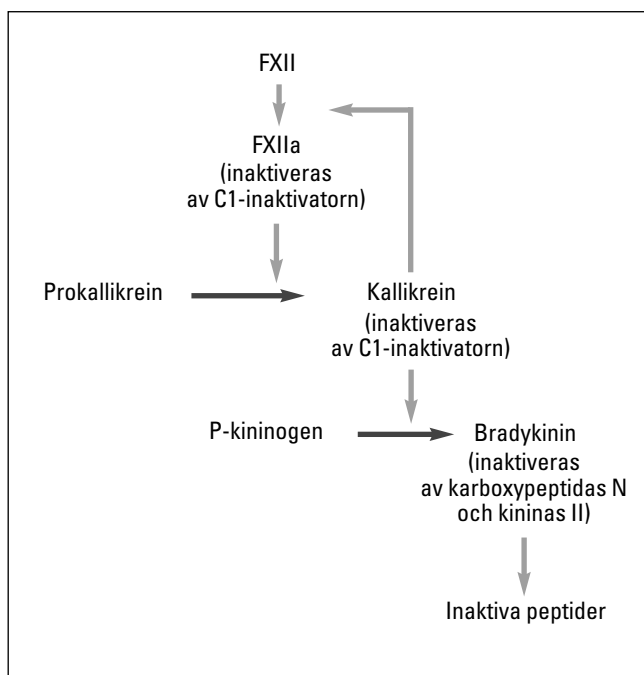 FXII
FXIIa
(inaktiveras
av C1-inaktivatorn)
Prokallikrein
Kallikrein
(inaktiveras
av C1-inaktivatorn)
P-kininogen
Bradykinin
(inaktiveras
av karboxypeptidas N
och kininas II)
Inaktiva peptider